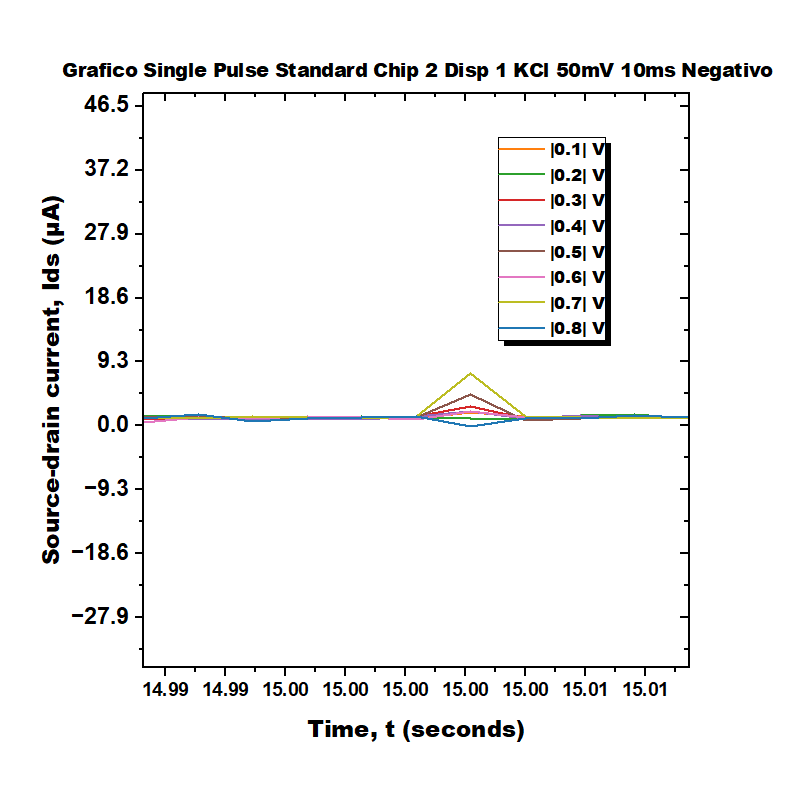 Grafico Single Pulse Standard Chip 2 Disp 1 KCl 50mV 10ms Negativo
46.5
37.2
27.9
18.6
9.3
0.0
−9.3
−18.6
−27.9
Source-drain current, Ids (μA)
|0.1| V
|0.2| V
|0.3| V
|0.4| V
|0.5| V
|0.6| V
|0.7| V
|0.8| V
14.99 14.99 15.00 15.00 15.00 15.00 15.00 15.01 15.01
Time, t (seconds)